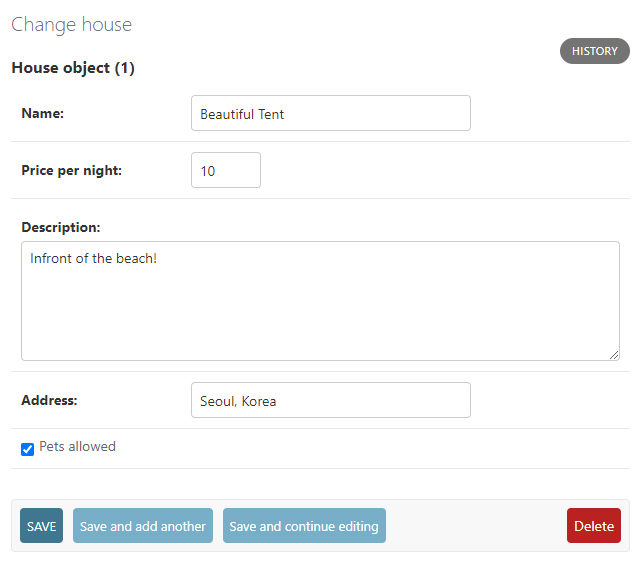 Change house
HISTORY
House object (1)
Name: Beautiful Tent
Price per night: 10
Description:
Infront of the beach!
Address: Seoul, Korea
Pets allowed
SAVE Save and add another Save and continue editing Delete